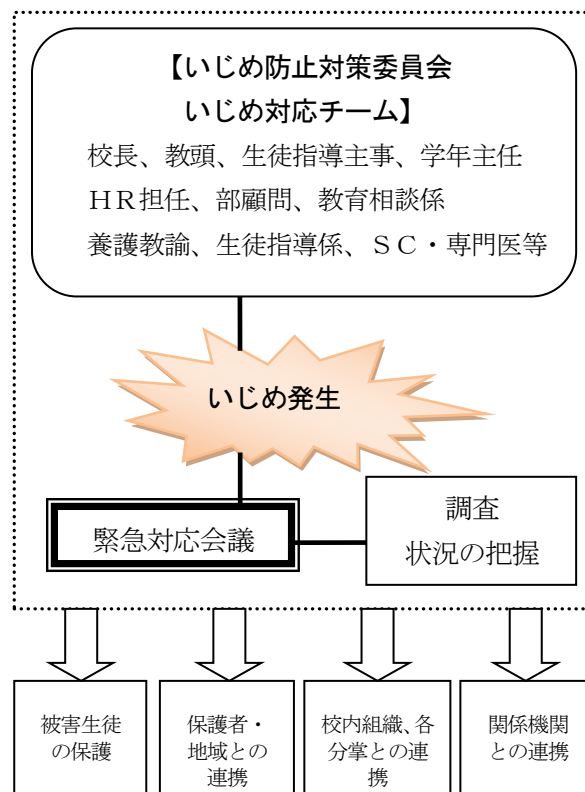 【いじめ防止対策委員会
いじめ対応チーム】
校長、教頭、生徒指導主事、学年主任
ＨＲ担任、部顧問、教育相談係
養護教諭、生徒指導係、ＳＣ・専門医等
いじめ発生
緊急対応会議
調査
状況の把握
被害生徒
の保護
保護者・
地域との
連携
校内組織、各
分掌との連
携
関係機関
との連携